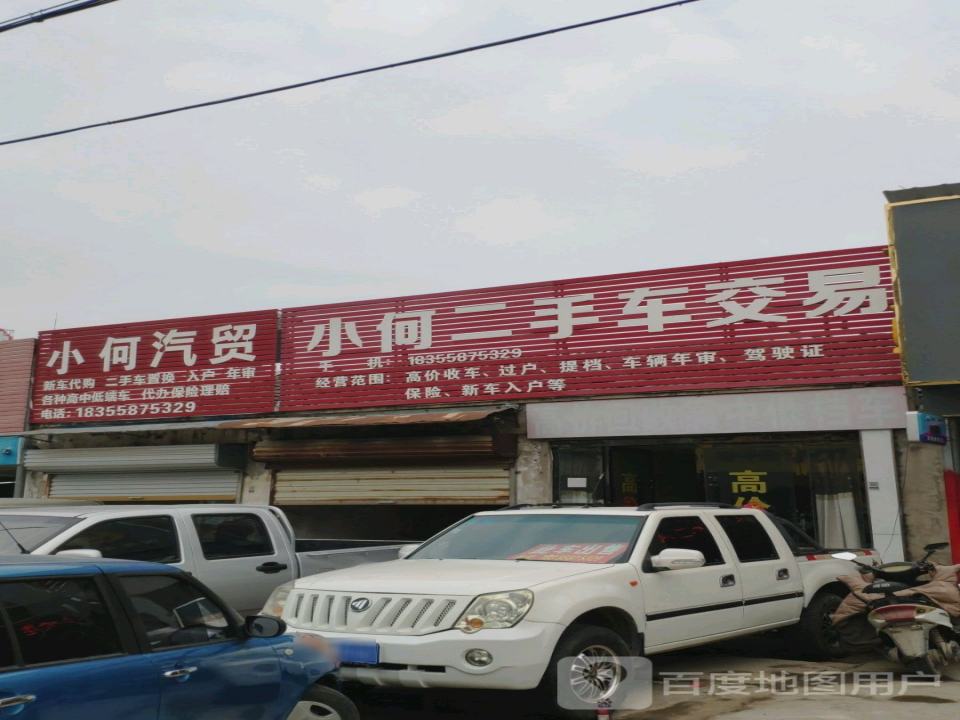 小何汽贸
新车代购 二手车置换 入户 年审
各种高中低端车 代办保险理赔
电话:18355875329
小何二手车交易
手 机: 18355875329
经营范围: 高价收车、过户、提档、车辆年审、驾驶证
保险、新车入户等
高价
高
百度地图用户